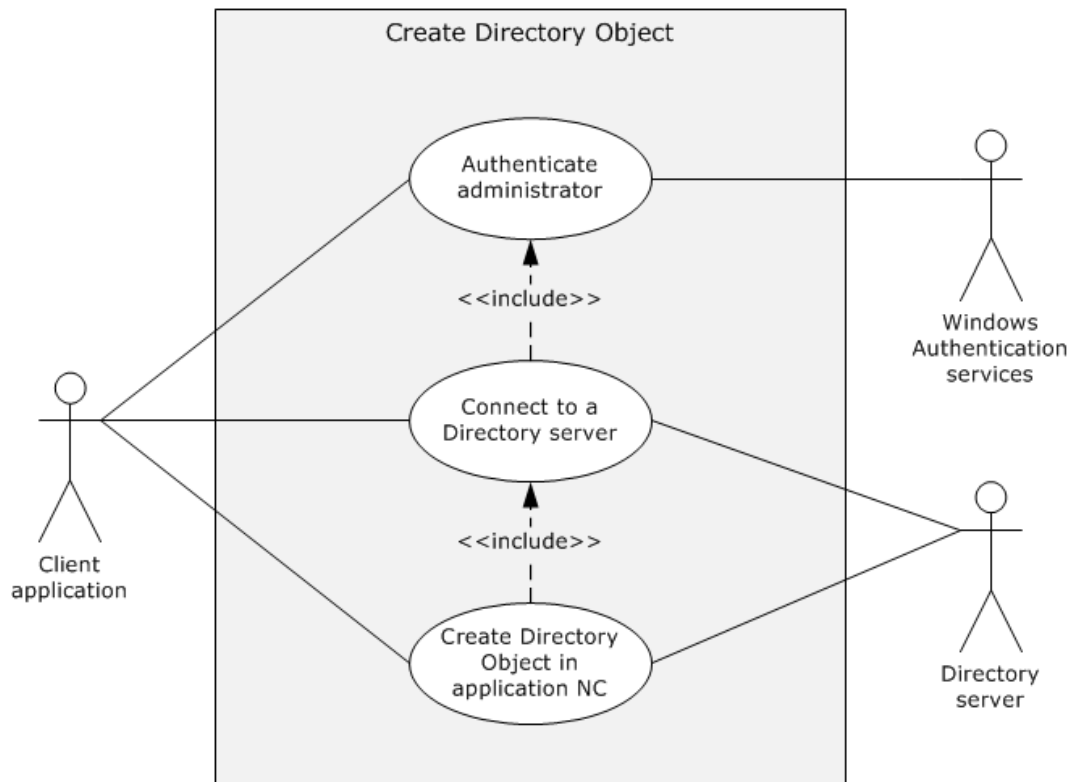 Create Directory Object
Authenticate
administrator
<<include>>
Windows
Authentication
services
Connect to a
Directory server
<<include>>
Client
application
Create Directory
Object in
application NC
Directory
server